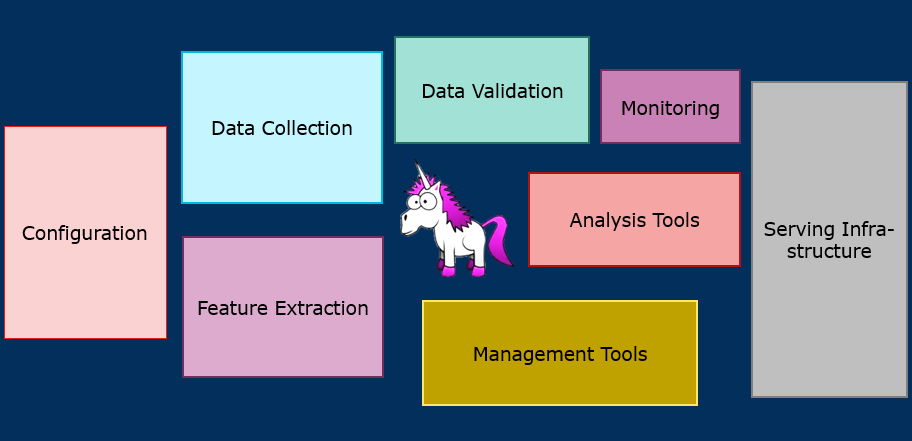 Configuration
Data Collection
Feature Extraction
Data Validation
Monitoring
Analysis Tools
Management Tools
Serving Infra-
structure